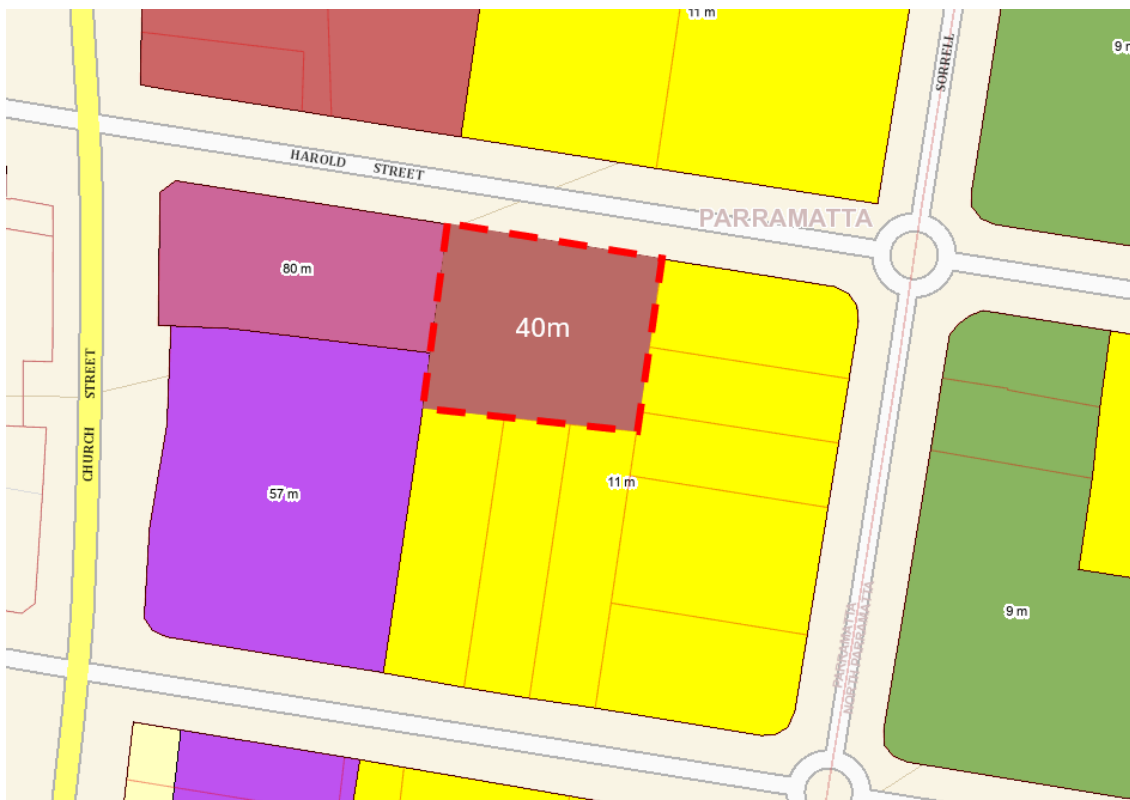 11 m
9 m
SORRELL
HAROLD STREET
PARRAMATTA
80 m
40m
CHURCH STREET
57 m
11 m
9 m
PARRAMATTA
NORTH PARRAMATTA